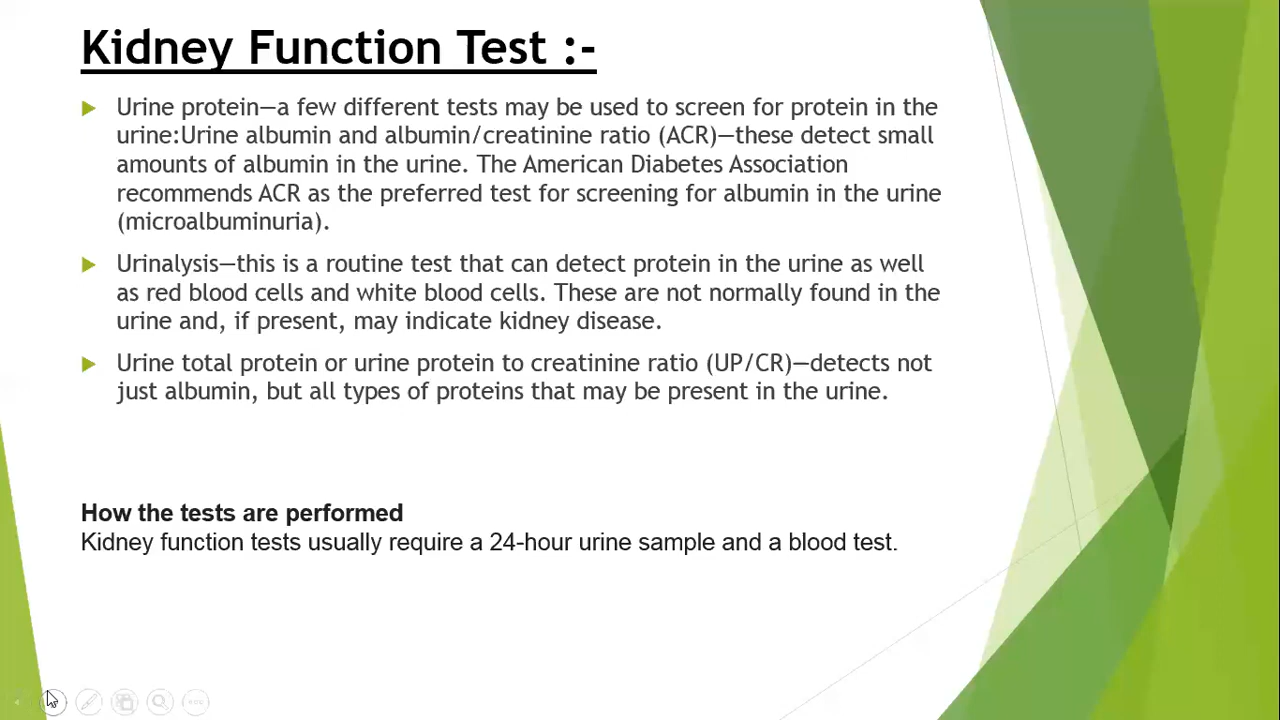 Kidney Function Test :-
Urine protein—a few different tests may be used to screen for protein in the
urine:Urine albumin and albumin/creatinine ratio (ACR)—these detect small
amounts of albumin in the urine. The American Diabetes Association
recommends ACR as the preferred test for screening for albumin in the urine
(microalbuminuria).
Urinalysis—this is a routine test that can detect protein in the urine as well
as red blood cells and white blood cells. These are not normally found in the
urine and, if present, may indicate kidney disease.
Urine total protein or urine protein to creatinine ratio (UP/CR)—detects not
just albumin, but all types of proteins that may be present in the urine.
How the tests are performed
Kidney function tests usually require a 24-hour urine sample and a blood test.